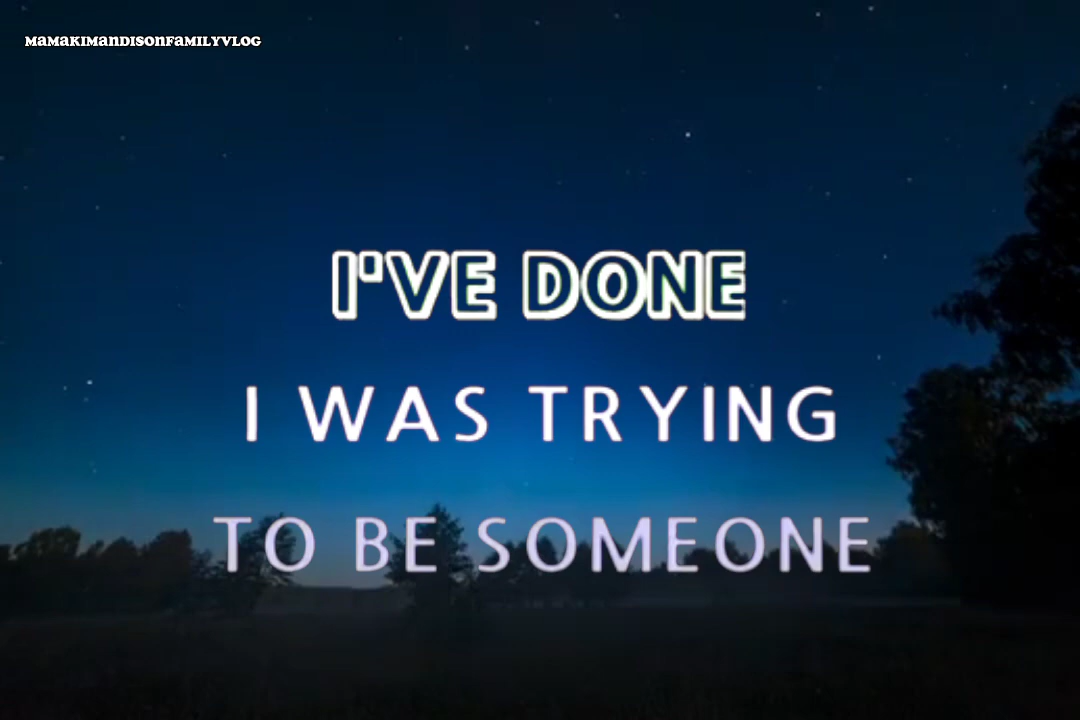 MAMAKIMANDISONFAMILYVLOG
I'VE DONE
I WAS TRYING
TO BE SOMEONE